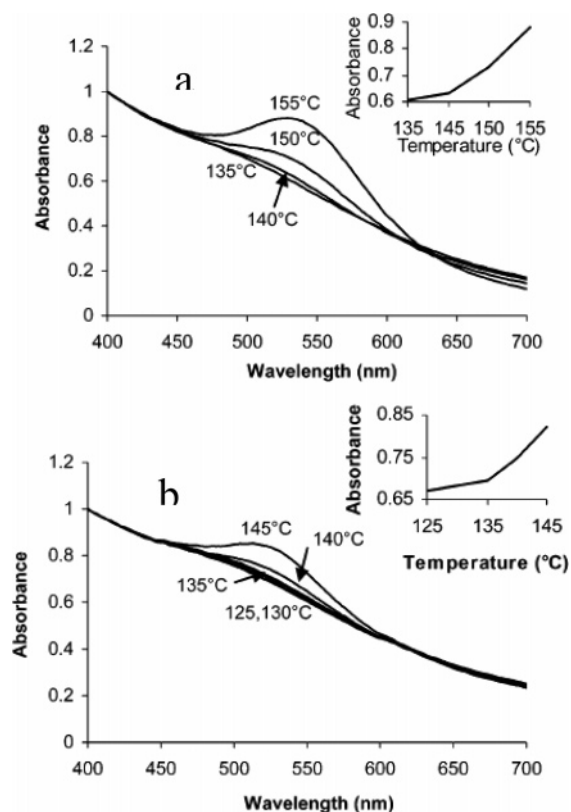 a
1.2
1
0.8
0.6
0.4
0.2
0
Absorbance
400 450 500 550 600 650 700
Wavelength (nm)
155°C
150°C
135°C
140°C
0.9
0.8
0.7
0.6
Absorbance
135 145 150 155
Temperature (°C)
b
1.2
1
0.8
0.6
0.4
0.2
0
Absorbance
400 450 500 550 600 650 700
Wavelength (nm)
145°C
140°C
135°C
125,130°C
0.85
0.75
0.65
Absorbance
125 135 145
Temperature (°C)